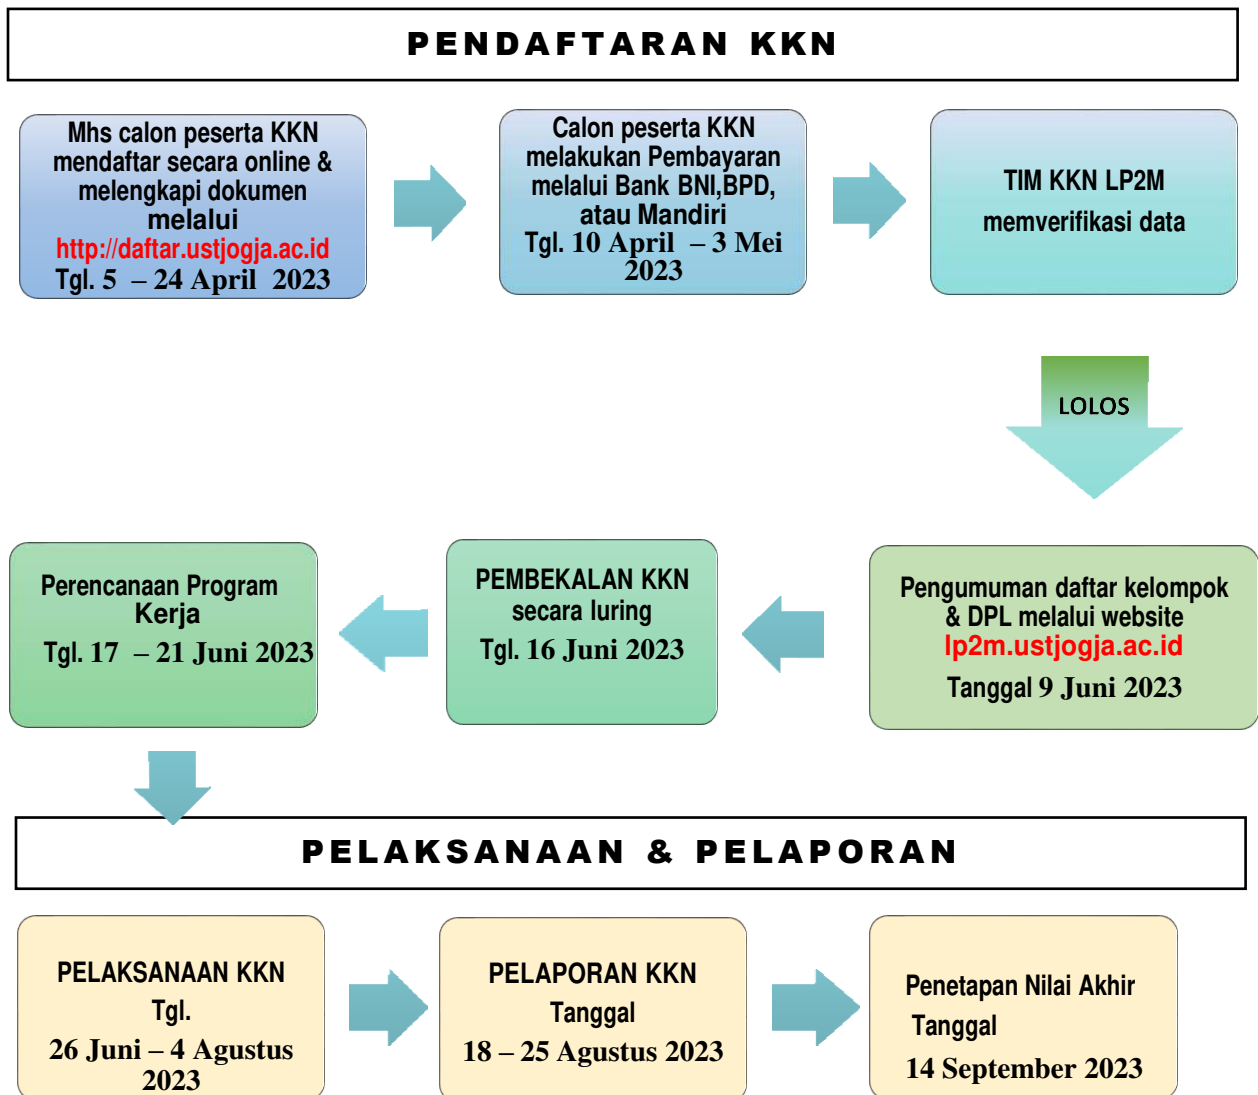 PENDAFTARAN KKN
Mhs calon peserta KKN
mendaftar secara online &
melengkapi dokumen
melalui
http://daftar.ustjogja.ac.id
Tgl. 5 – 24 April 2023
Calon peserta KKN
melakukan Pembayaran
melalui Bank BNI,BPD,
atau Mandiri
Tgl. 10 April – 3 Mei
2023
TIM KKN LP2M
memverifikasi data
LOLOS
Pengumuman daftar kelompok
& DPL melalui website
lp2m.ustjogja.ac.id
Tanggal 9 Juni 2023
PEMBEKALAN KKN
secara luring
Tgl. 16 Juni 2023
Perencanaan Program
Kerja
Tgl. 17 – 21 Juni 2023
PELAKSANAAN & PELAPORAN
PELAKSANAAN KKN
Tgl.
26 Juni – 4 Agustus
2023
PELAPORAN KKN
Tanggal
18 – 25 Agustus 2023
Penetapan Nilai Akhir
Tanggal
14 September 2023